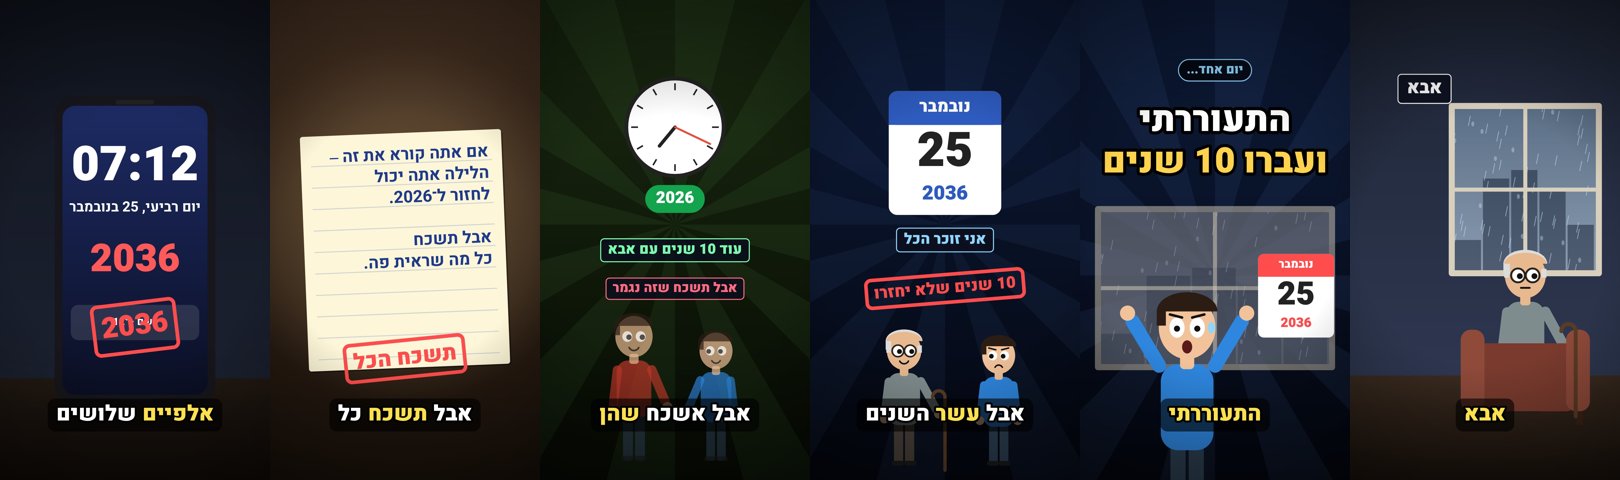 07:12
יום רביעי, 25 בנובמבר
2036
2036
אלפיים שלושים
אם אתה קורא את זה –
הלילה אתה יכול
לחזור ל־2026.
אבל תשכח
כל מה שראית פה.
תשכח הכל
אבל תשכח כל
2026
עוד 10 שנים עם אבא
אבל תשכח שזה נגמר
אבל אשכח שהן
נובמבר
25
2036
אני זוכר הכל
10 שנים שלא יחזרו
אבל עשר השנים
יום אחד...
התעוררתי
ועברו 10 שנים
נובמבר
25
2036
התעוררתי
אבא
אבא